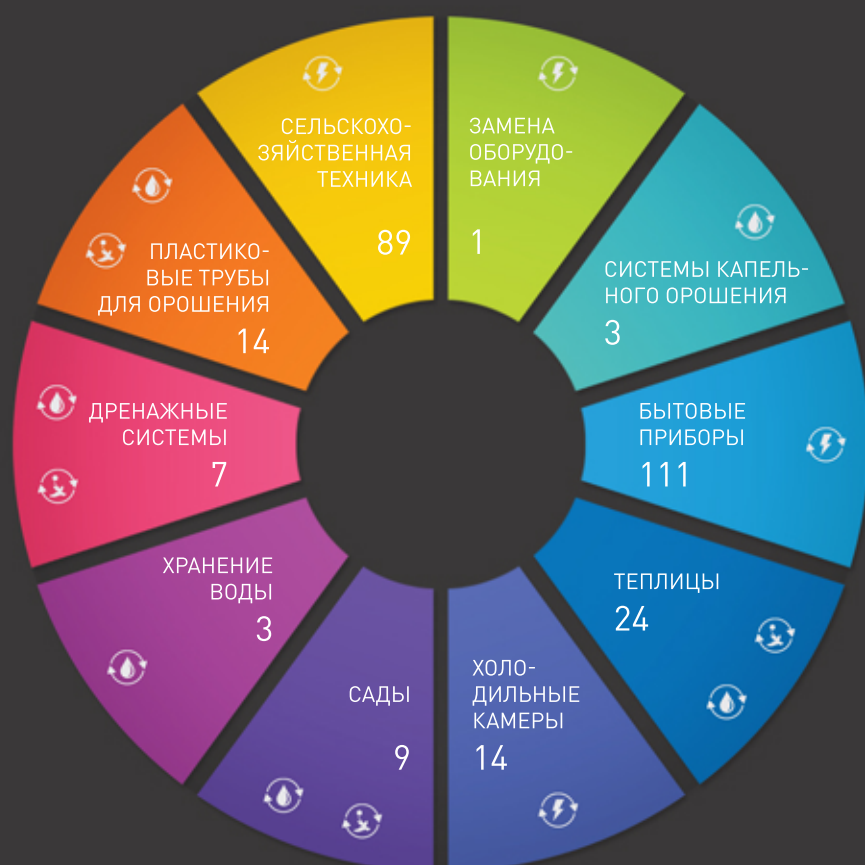 ЗАМЕНА
ОБОРУДО-
ВАНИЯ
1
СИСТЕМЫ КАПЕЛЬ-
НОГО ОРОШЕНИЯ
3
БЫТОВЫЕ
ПРИБОРЫ
111
ТЕПЛИЦЫ
24
ХОЛО-
ДИЛЬНЫЕ
КАМЕРЫ
14
САДЫ
9
ХРАНЕНИЕ
ВОДЫ
3
ДРЕНАЖНЫЕ
СИСТЕМЫ
7
ПЛАСТИКО-
ВЫЕ ТРУБЫ
ДЛЯ ОРОШЕНИЯ
14
СЕЛЬСКОХО-
ЗЯЙСТВЕННАЯ
ТЕХНИКА
89